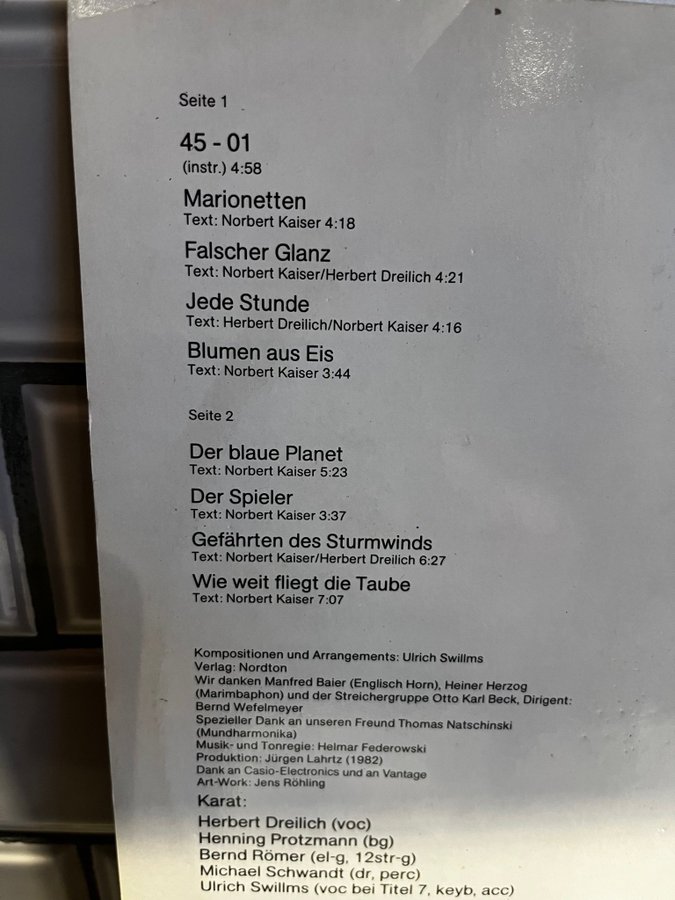 Seite 1
45 - 01
(instr.) 4:58
Marionetten
Text: Norbert Kaiser 4:18
Falscher Glanz
Text: Norbert Kaiser/Herbert Dreilich 4:21
Jede Stunde
Text: Herbert Dreilich/Norbert Kaiser 4:16
Blumen aus Eis
Text: Norbert Kaiser 3:44
Seite 2
Der blaue Planet
Text: Norbert Kaiser 5:23
Der Spieler
Text: Norbert Kaiser 3:37
Gefährten des Sturmwinds
Text: Norbert Kaiser/Herbert Dreilich 6:27
Wie weit fliegt die Taube
Text: Norbert Kaiser 7:07
Kompositionen und Arrangements: Ulrich Swillms
Verlag: Nordton
Wir danken Manfred Baier (Englisch Horn), Heiner Herzog
(Marimbaphon) und der Streichergruppe Otto Karl Beck, Dirigent:
Bernd Wefelmeyer
Spezieller Dank an unseren Freund Thomas Natschinski
(Mundharmonika)
Musik- und Tonregie: Helmar Federowski
Produktion: Jürgen Lahrtz (1982)
Dank an Casio-Electronics und an Vantage
Art-Work: Jens Röhling
Karat:
Herbert Dreilich (voc)
Henning Protzmann (bg)
Bernd Römer (el-g, 12str-g)
Michael Schwandt (dr, perc)
Ulrich Swillms (voc bei Titel 7, keyb, acc)